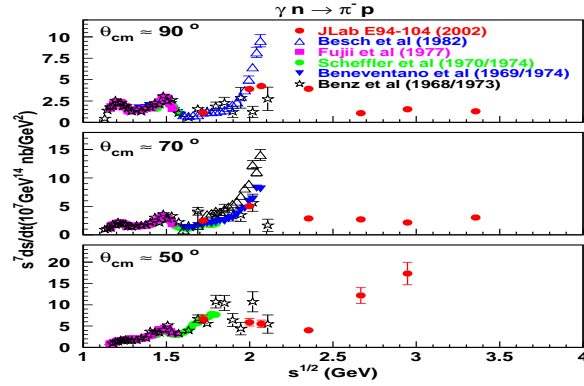 γ n → π⁻ p
θcm ≈ 90 °
JLab E94-104 (2002)
Besch et al (1982)
Fujii et al (1977)
Scheffler et al (1970/1974)
Beneventano et al (1969/1974)
Benz et al (1968/1973)
10
7.5
5
2.5
0
θcm ≈ 70 °
15
10
5
0
θcm ≈ 50 °
20
15
10
5
0
s⁷ds/dt(10⁷GeV¹⁴ nb/GeV²)
1 1.5 2 2.5 3 3.5 4
s¹/² (GeV)